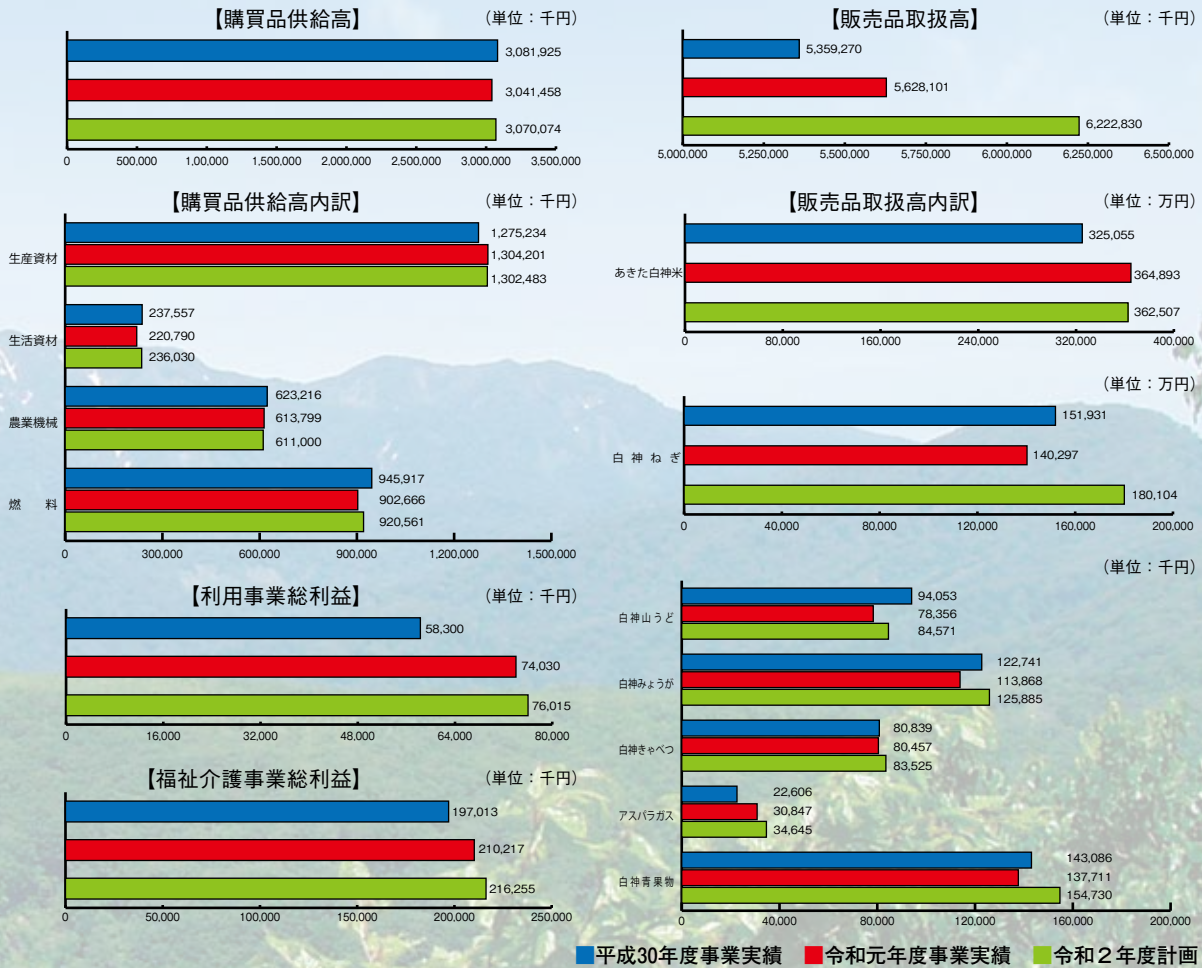 【購買品供給高】 (単位：千円)
3,081,925
3,041,458
3,070,074
0 500,000 1,00,000 1,500,000 2,000,000 2,500,000 3,000,000 3,500,000
【販売品取扱高】 (単位：千円)
5,359,270
5,628,101
6,222,830
5,0000,000 5,250,000 5,500,000 5,750,000 6,000,000 6,250,000 6,500,000
【購買品供給高内訳】 (単位：千円)
生産資材
1,275,234
1,304,201
1,302,483
生活資材
237,557
220,790
236,030
農業機械
623,216
613,799
611,000
燃　料
945,917
902,666
920,561
0 300,000 600,000 900,000 1,200,000 1,500,000
【販売品取扱高内訳】 (単位：万円)
あきた白神米
325,055
364,893
362,507
0 80,000 160,000 240,000 320,000 400,000
(単位：万円)
白神ねぎ
151,931
140,297
180,104
0 40,000 80,000 120,000 160,000 200,000
【利用事業総利益】 (単位：千円)
58,300
74,030
76,015
0 16,000 32,000 48,000 64,000 80,000
【福祉介護事業総利益】 (単位：千円)
197,013
210,217
216,255
0 50,000 100,000 150,000 200,000 250,000
(単位：千円)
白神山うど
94,053
78,356
84,571
白神みょうが
122,741
113,868
125,885
白神きゃべつ
80,839
80,457
83,525
アスパラガス
22,606
30,847
34,645
白神青果物
143,086
137,711
154,730
0 40,000 80,000 120,000 160,000 200,000
平成30年度事業実績 令和元年度事業実績 令和２年度計画